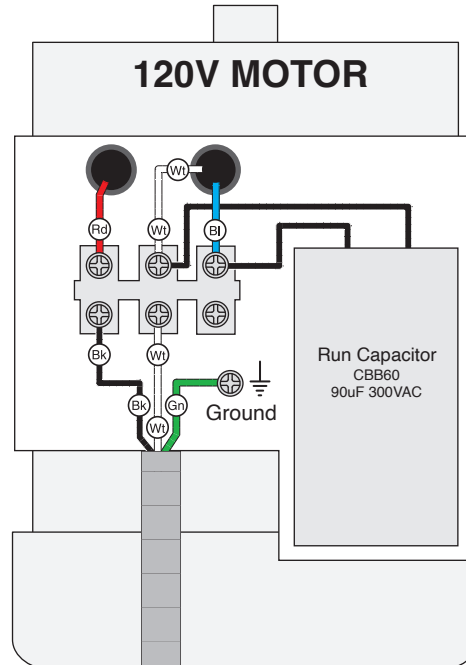 120V MOTOR
Wt
Rd
Wt
Bl
Bk
Wt
Run Capacitor
CBB60
90uF 300VAC
Bk
Gn
Ground
Wt